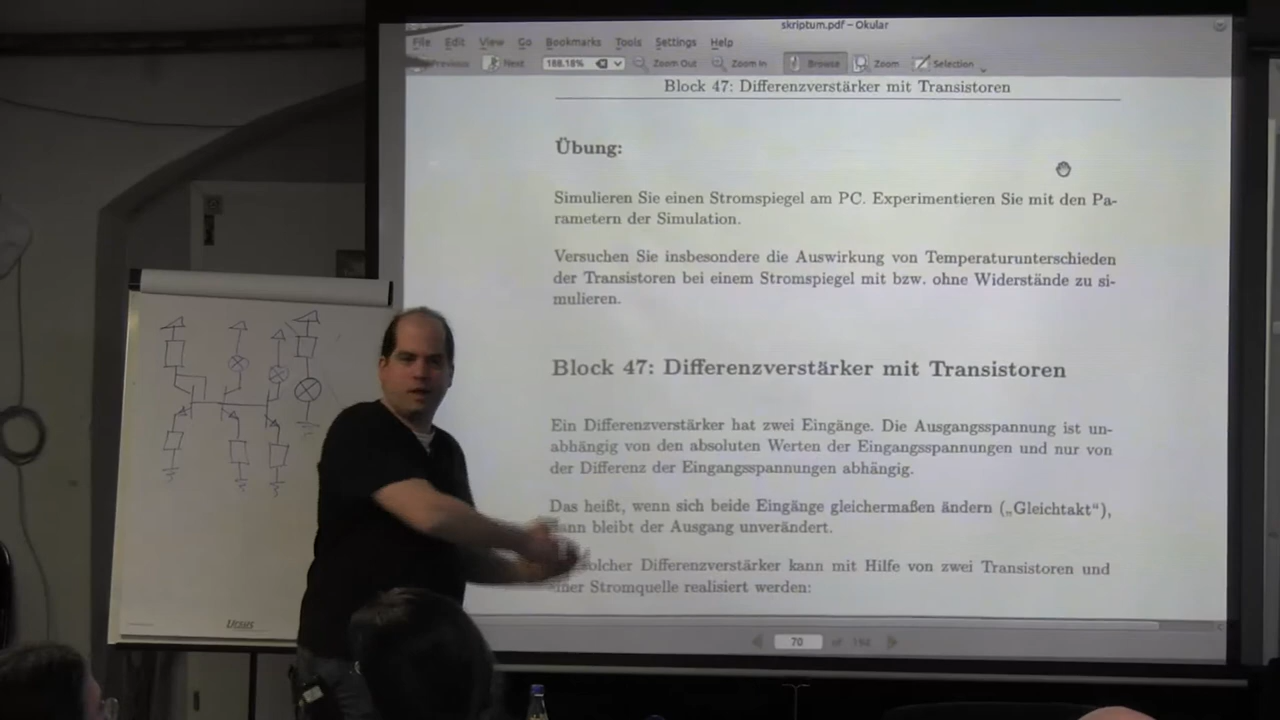 skriptum.pdf – Okular
File Edit View Go Bookmarks Tools Settings Help
Previous Next 188.18% Zoom Out Zoom In Browse Zoom Selection
Block 47: Differenzverstärker mit Transistoren
Übung:
Simulieren Sie einen Stromspiegel am PC. Experimentieren Sie mit den Pa-
rametern der Simulation.
Versuchen Sie insbesondere die Auswirkung von Temperaturunterschieden
der Transistoren bei einem Stromspiegel mit bzw. ohne Widerstände zu si-
mulieren.
Block 47: Differenzverstärker mit Transistoren
Ein Differenzverstärker hat zwei Eingänge. Die Ausgangsspannung ist un-
abhängig von den absoluten Werten der Eingangsspannungen und nur von
der Differenz der Eingangsspannungen abhängig.
Das heißt, wenn sich beide Eingänge gleichermaßen ändern („Gleichtakt“),
dann bleibt der Ausgang unverändert.
solcher Differenzverstärker kann mit Hilfe von zwei Transistoren und
einer Stromquelle realisiert werden:
70 of